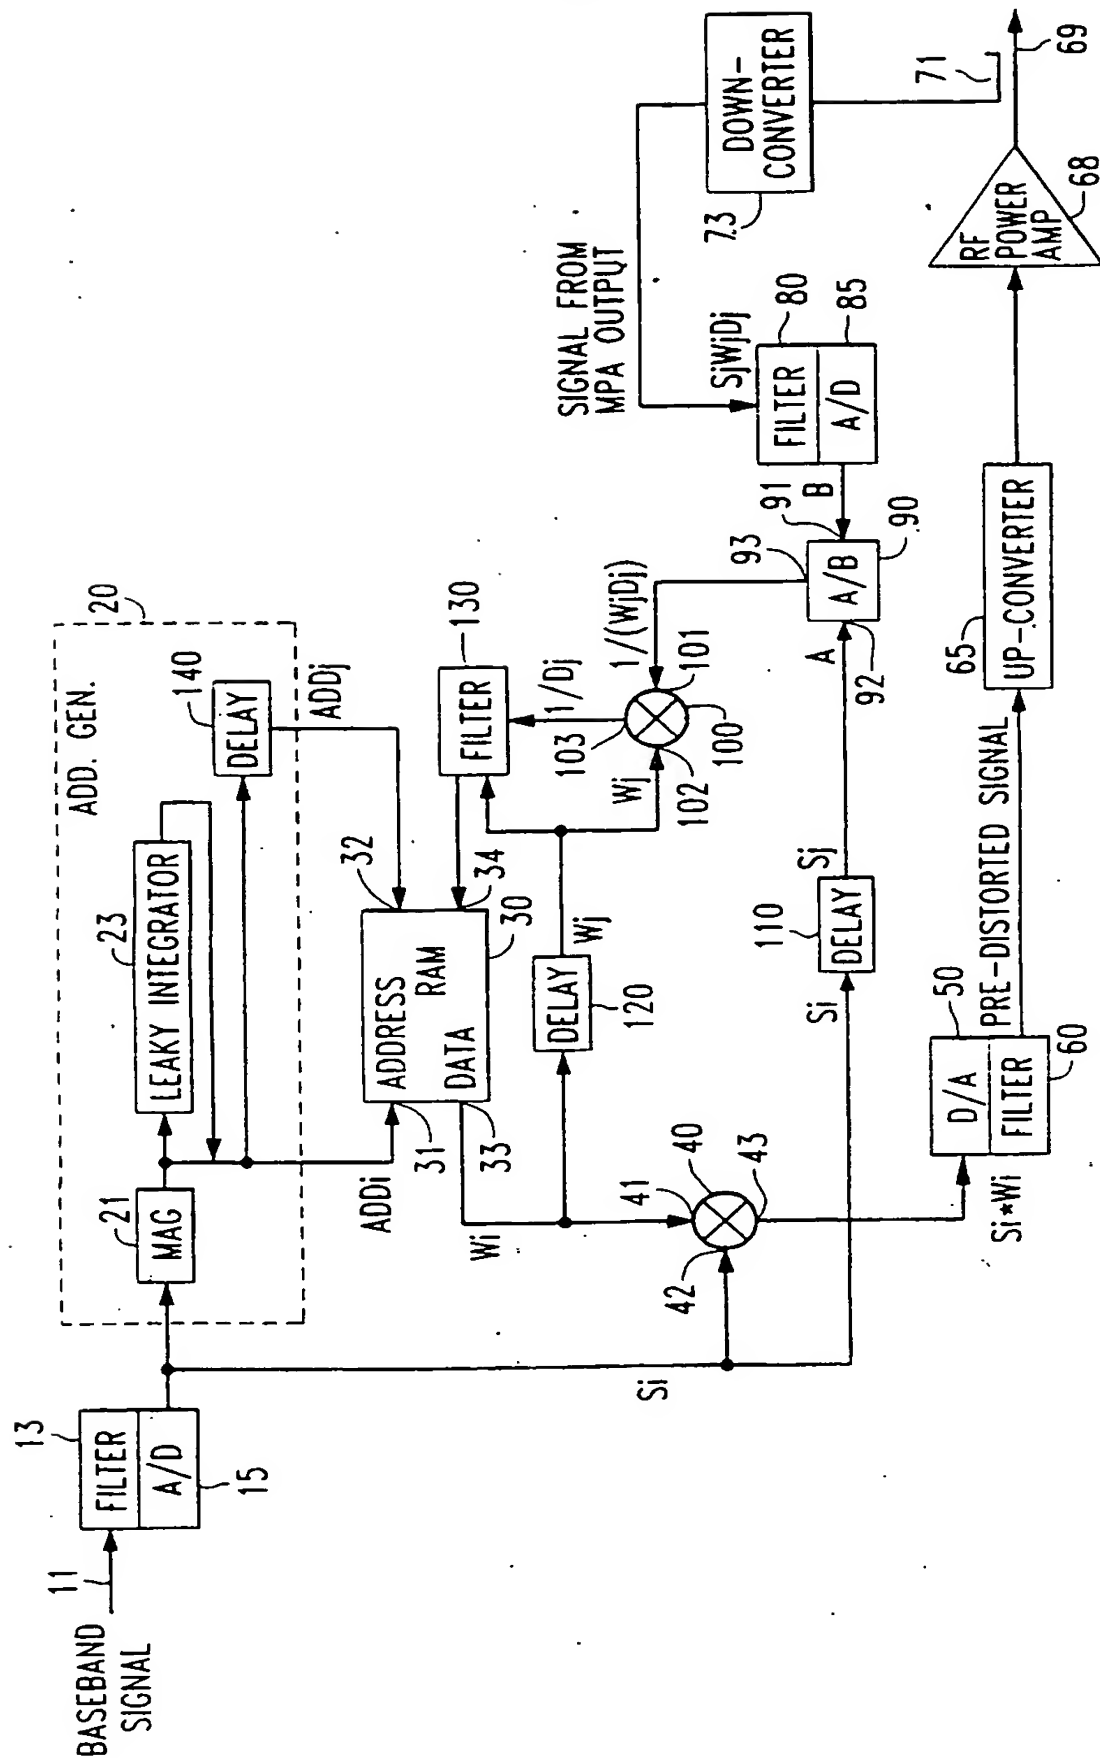 BASEBAND
SIGNAL
11
13
FILTER
A/D
15
Si
ADD. GEN.
20
21
MAG
23
LEAKY INTEGRATOR
140
DELAY
ADDi
ADDj
31
32
ADDRESS
RAM
DATA
30
33
34
Wi
DELAY
120
Wj
130
FILTER
1/Dj
103
Wj
102
100
101
1/(WjDj)
41
40
42
43
Si
110
DELAY
Sj
A
92
A/B
93
90
91
B
FILTER
A/D
80
85
SjWjDj
SIGNAL FROM
MPA OUTPUT
DOWN-
CONVERTER
73
71
69
Si*Wi
50
D/A
FILTER
60
PRE-DISTORTED SIGNAL
65
UP-CONVERTER
RF
POWER
AMP
68